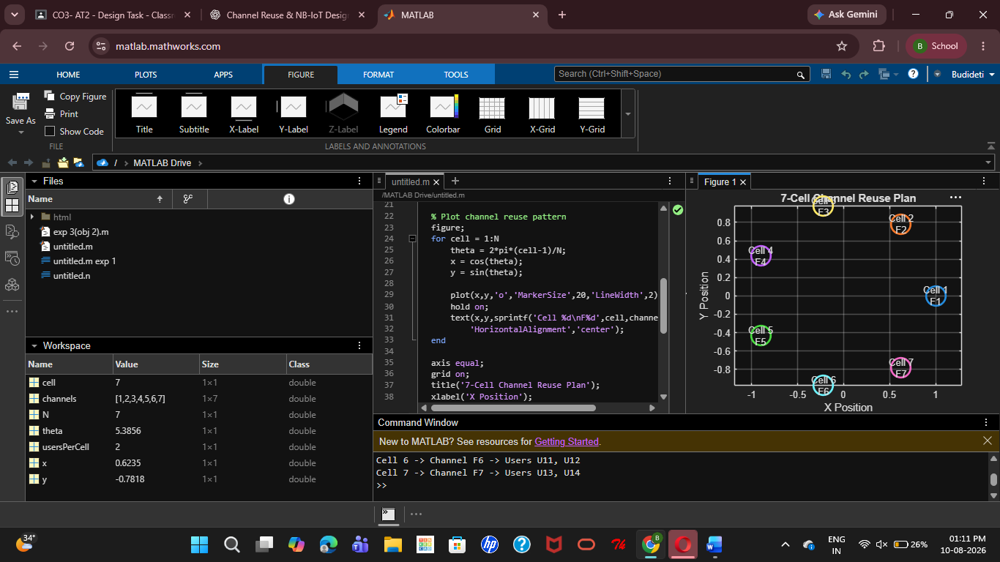 CO3- AT2 - Design Task - Classr
Channel Reuse & NB-IoT Desig
MATLAB
Ask Gemini
matlab.mathworks.com
B School
HOME PLOTS APPS FIGURE FORMAT TOOLS
Search (Ctrl+Shift+Space)
Budideti
Save As
Copy Figure
Print
Show Code
FILE
Title Subtitle X-Label Y-Label Z-Label Legend Colorbar Grid X-Grid Y-Grid
LABELS AND ANNOTATIONS
/ MATLAB Drive
Files
Name
html
exp 3(obj 2).m
untitled.m
untitled.m exp 1
untitled.n
Workspace
Name Value Size Class
cell 7 1×1 double
channels [1,2,3,4,5,6,7] 1×7 double
N 7 1×1 double
theta 5.3856 1×1 double
usersPerCell 2 1×1 double
x 0.6235 1×1 double
y -0.7818 1×1 double
untitled.m
/MATLAB Drive/untitled.m
21
22 % Plot channel reuse pattern
23 figure;
24 for cell = 1:N
25 theta = 2*pi*(cell-1)/N;
26 x = cos(theta);
27 y = sin(theta);
28
29 plot(x,y,'o','MarkerSize',20,'LineWidth',2)
30 hold on;
31 text(x,y,sprintf('Cell %d\nF%d',cell,channe
32 'HorizontalAlignment','center');
33 end
34
35 axis equal;
36 grid on;
37 title('7-Cell Channel Reuse Plan');
38 xlabel('X Position');
Figure 1
7-Cell Channel Reuse Plan
F3
Cell 2
F2
Cell 4
F4
Cell 1
F1
Cell 5
F5
Cell 7
F7
Cell 6
F6
0.8
0.6
0.4
0.2
0
-0.2
-0.4
-0.6
-0.8
Y Position
-1 -0.5 0 0.5 1
X Position
Command Window
New to MATLAB? See resources for Getting Started.
Cell 6 -> Channel F6 -> Users U11, U12
Cell 7 -> Channel F7 -> Users U13, U14
>>
34°
ENG
IN
26%
01:11 PM
10-08-2026